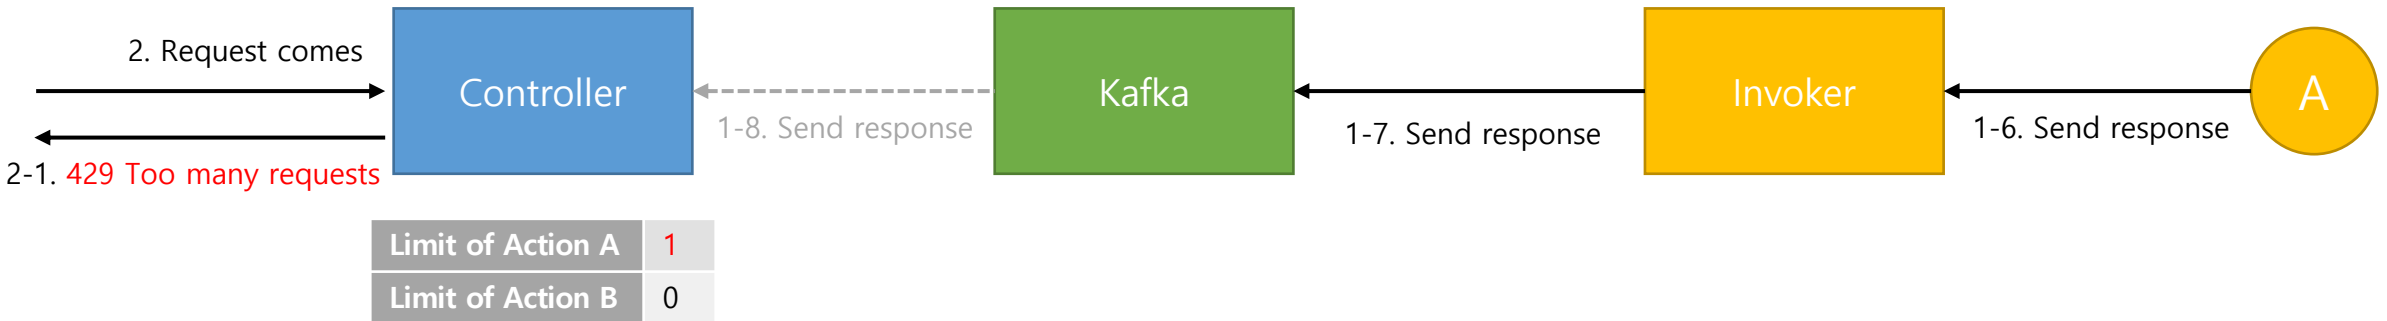 2. Request comes
Controller
Kafka
Invoker
A
1-8. Send response
1-7. Send response
1-6. Send response
2-1. 429 Too many requests
Limit of Action A 1
Limit of Action B 0